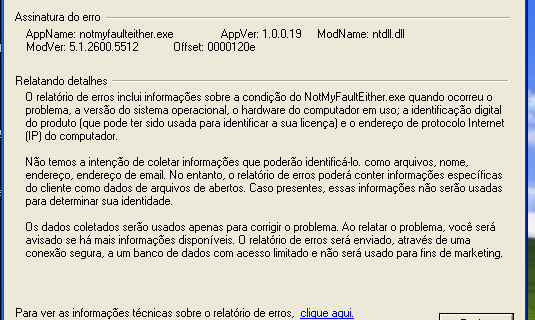 Assinatura do erro
AppName: notmyfaulteither.exe AppVer: 1.0.0.19 ModName: ntdll.dll
ModVer: 5.1.2600.5512 Offset: 0000120e
Relatando detalhes
O relatório de erros inclui informações sobre a condição do NotMyFaultEither.exe quando ocorreu o
problema, a versão do sistema operacional, o hardware do computador em uso; a identificação digital
do produto (que pode ter sido usada para identificar a sua licença) e o endereço de protocolo Internet
(IP) do computador.
Não temos a intenção de coletar informações que poderão identificá-lo. como arquivos, nome,
endereço, endereço de email. No entanto, o relatório de erros poderá conter informações específicas
do cliente como dados de arquivos de abertos. Caso presentes, essas informações não serão usadas
para determinar sua identidade.
Os dados coletados serão usados apenas para corrigir o problema. Ao relatar o problema, você será
avisado se há mais informações disponíveis. O relatório de erros será enviado, através de uma
conexão segura, a um banco de dados com acesso limitado e não será usado para fins de marketing.
Para ver as informações técnicas sobre o relatório de erros, clique aqui.